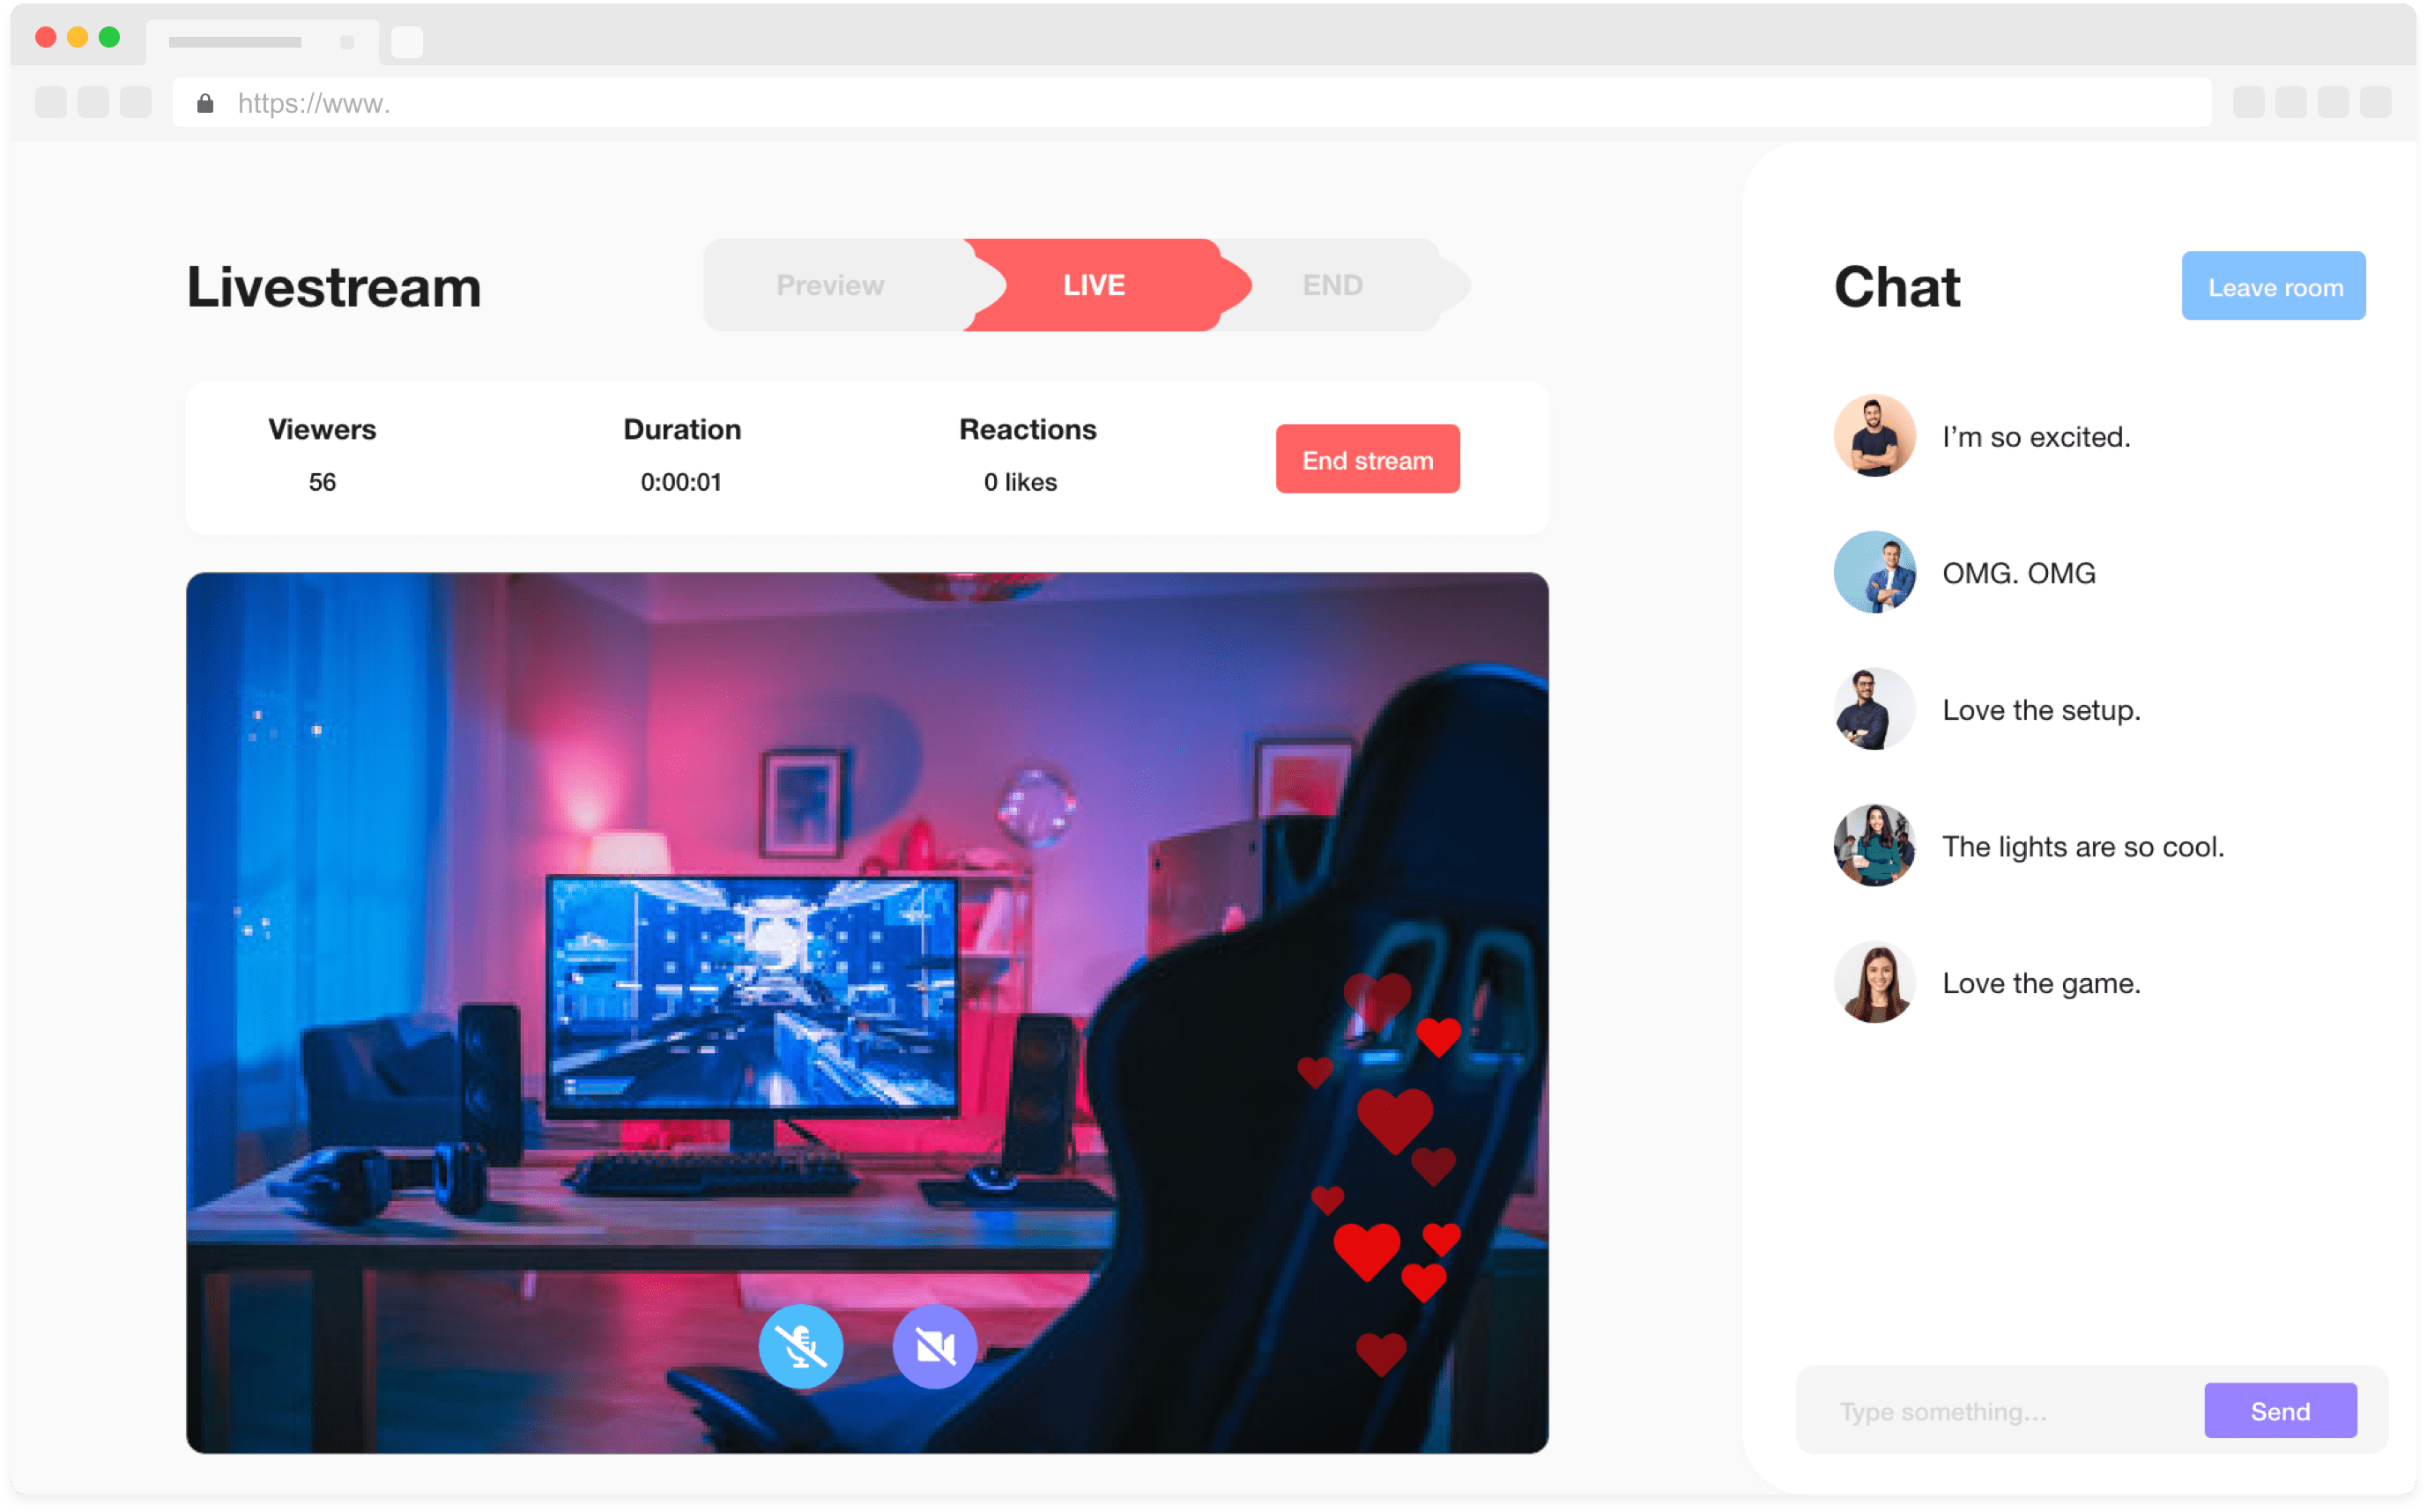 https://www.
Livestream
Preview
LIVE
END
Viewers
56
Duration
0:00:01
Reactions
0 likes
End stream
Chat
Leave room
I’m so excited.
OMG. OMG
Love the setup.
The lights are so cool.
Love the game.
Type something...
Send